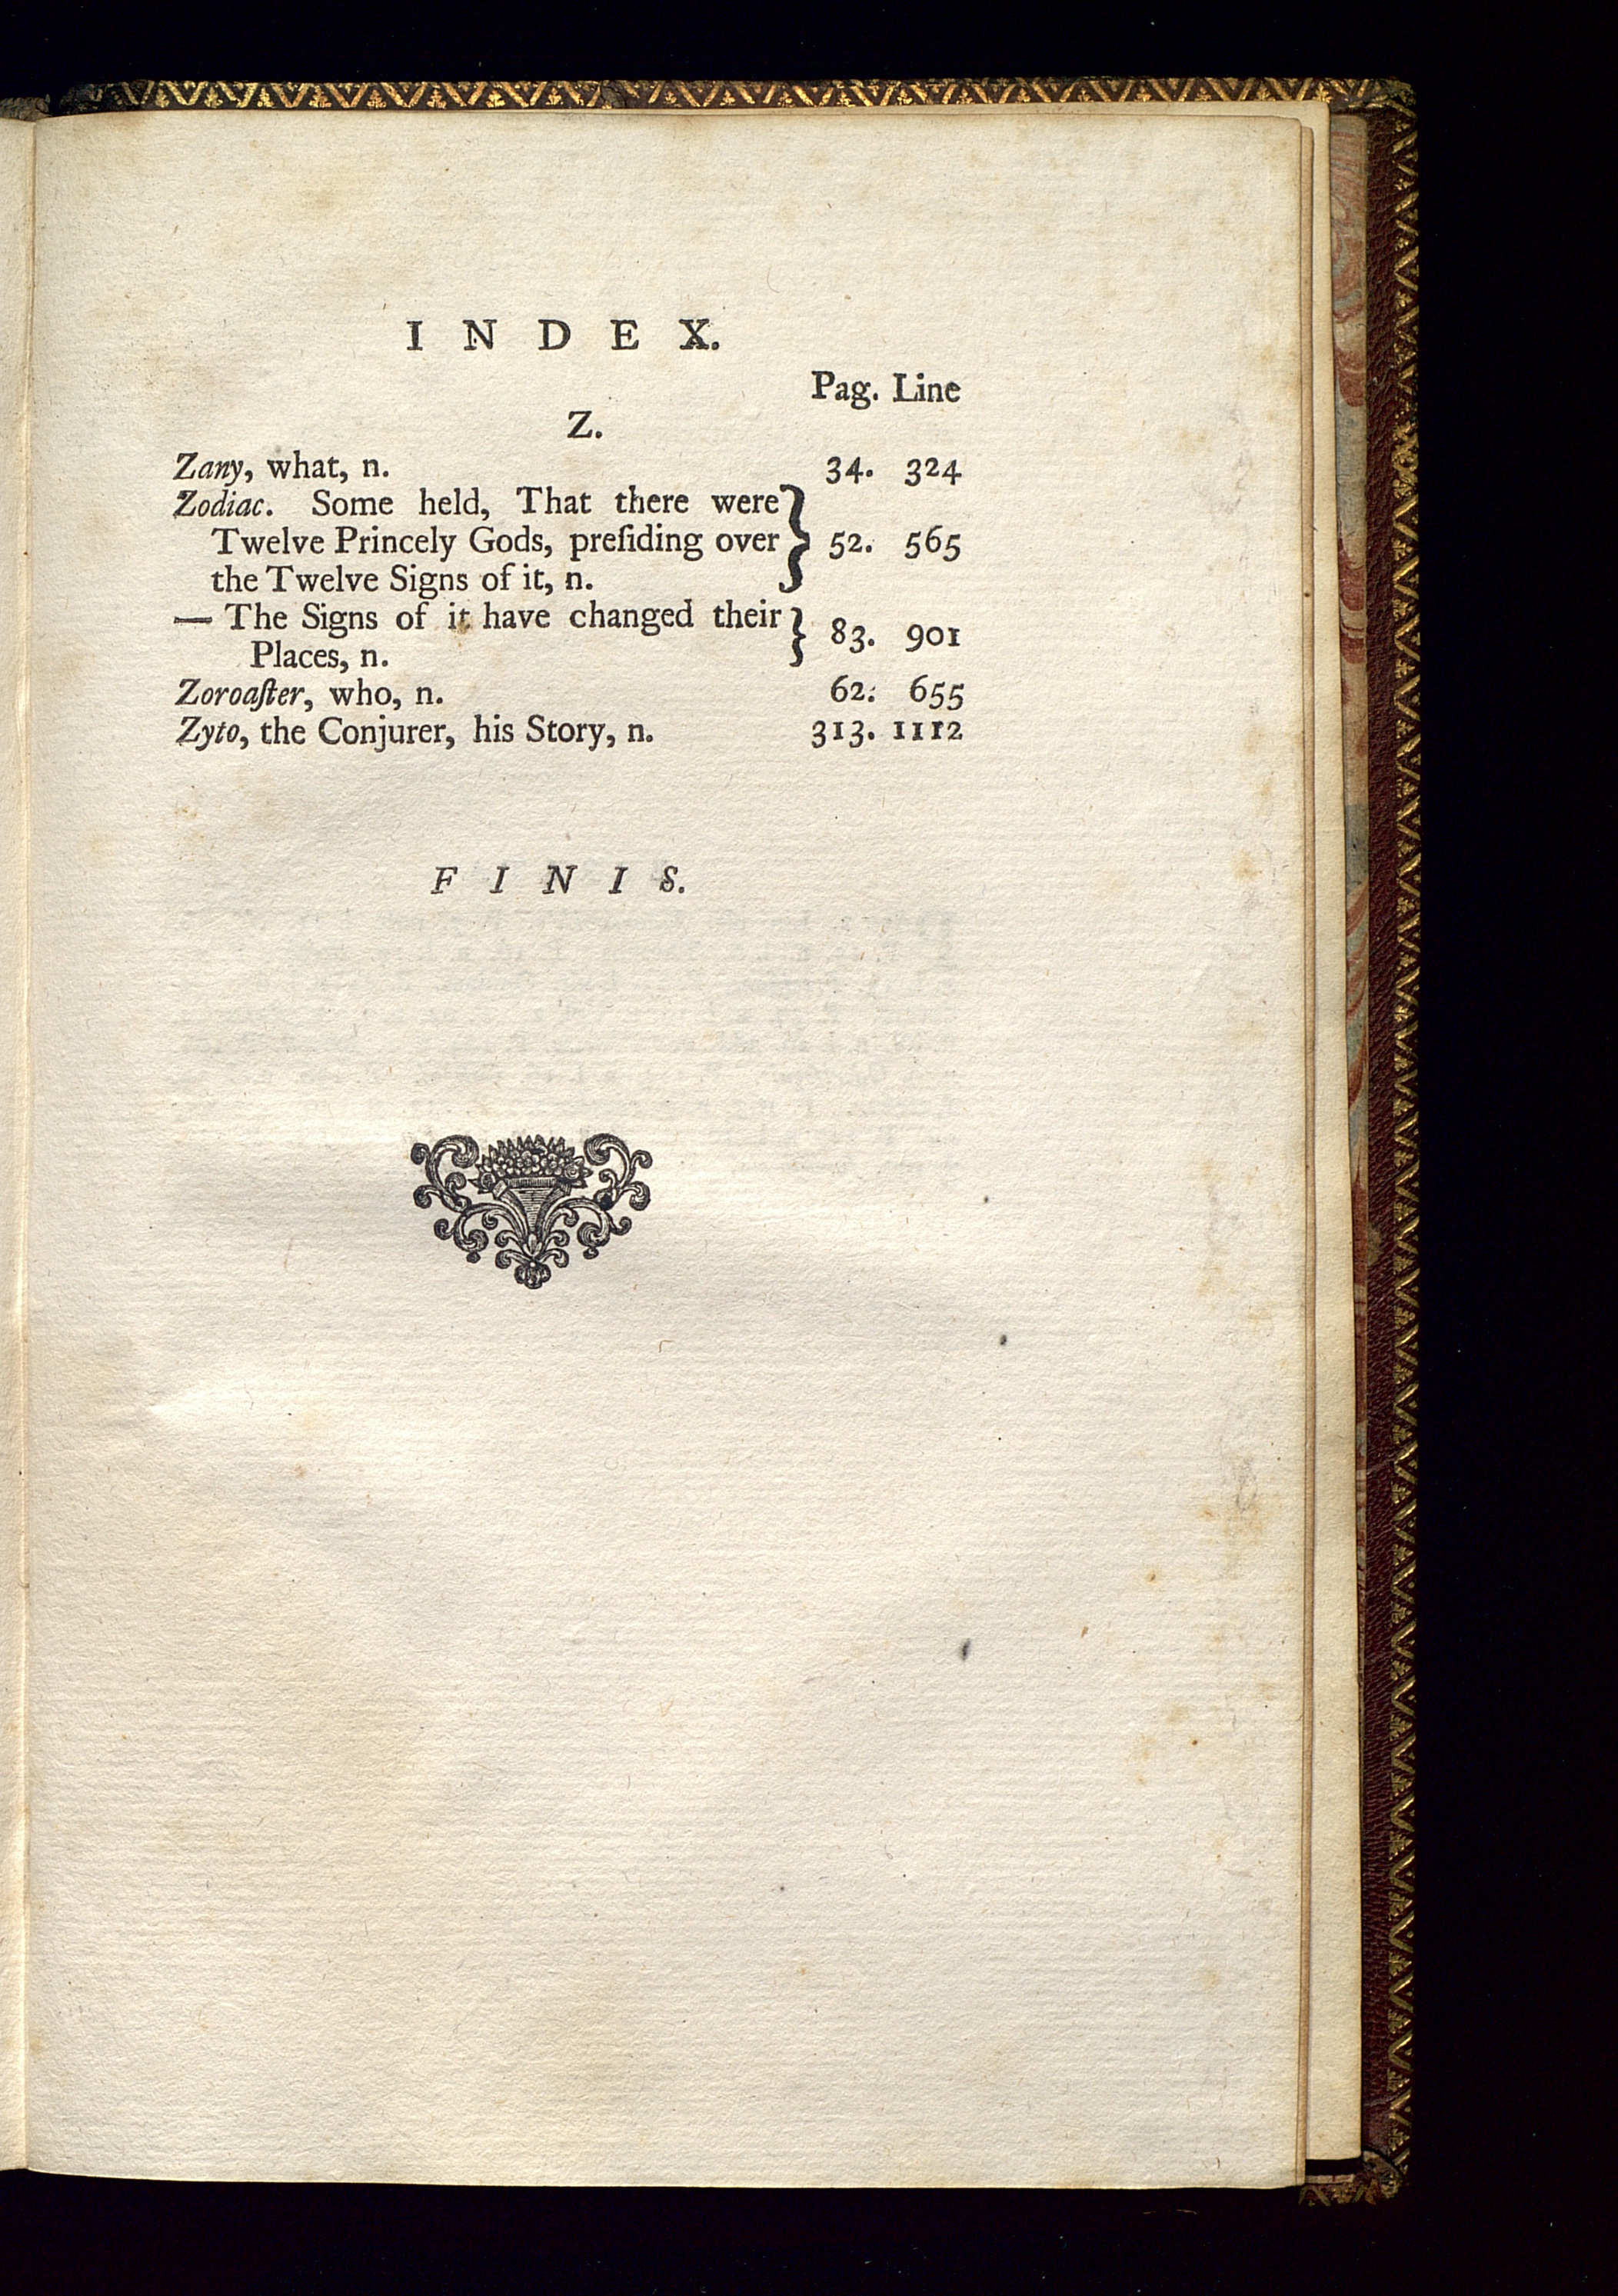 INDEX.
Pag. Line
Z.
Zany, what, n. 34. 324
Zodiac. Some held, That there were
Twelve Princely Gods, preſiding over } 52. 565
the Twelve Signs of it, n.
— The Signs of it have changed their } 83. 901
Places, n.
Zoroaſter, who, n. 62. 655
Zyto, the Conjurer, his Story, n. 313. 1112
FINIS.